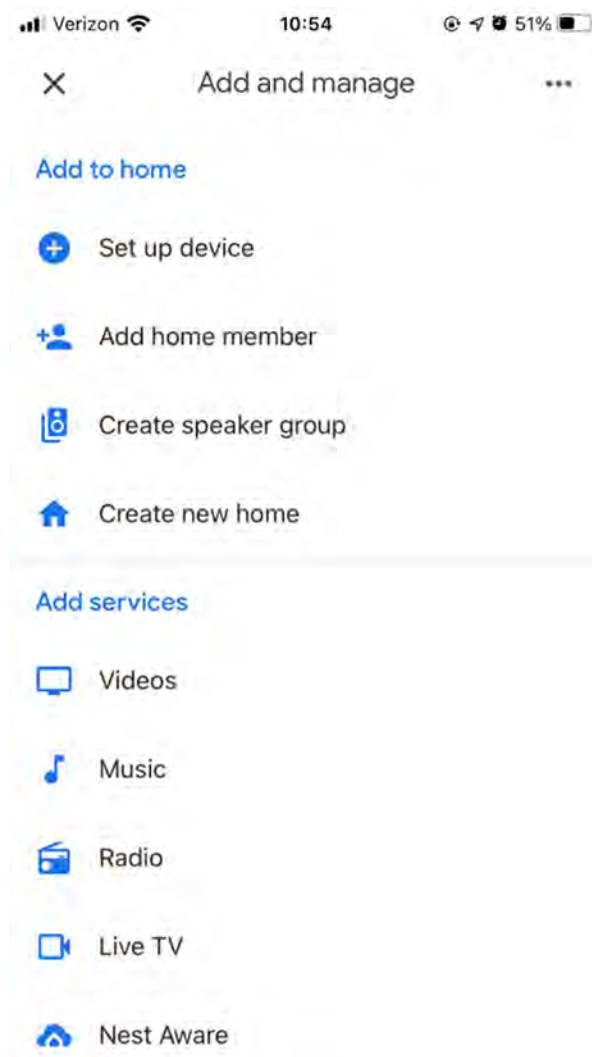 Verizon 10:54 51%
Add and manage
Add to home
Set up device
Add home member
Create speaker group
Create new home
Add services
Videos
Music
Radio
Live TV
Nest Aware